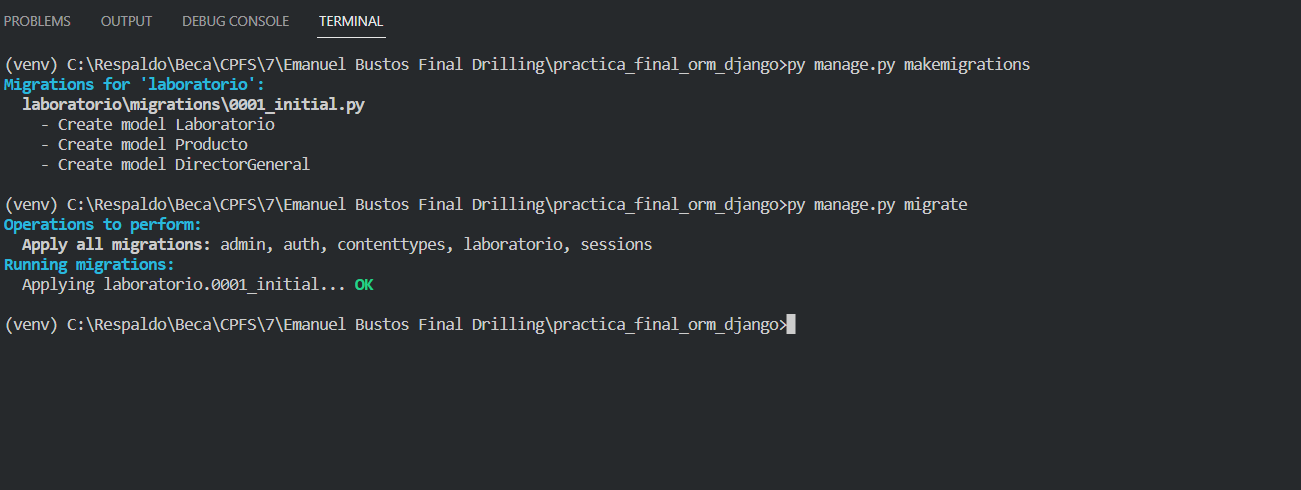 PROBLEMS OUTPUT DEBUG CONSOLE TERMINAL
(venv) C:\Respaldo\Beca\CPFS\7\Emanuel Bustos Final Drilling\practica_final_orm_django>py manage.py makemigrations
Migrations for 'laboratorio':
laboratorio\migrations\0001_initial.py
- Create model Laboratorio
- Create model Producto
- Create model DirectorGeneral
(venv) C:\Respaldo\Beca\CPFS\7\Emanuel Bustos Final Drilling\practica_final_orm_django>py manage.py migrate
Operations to perform:
Apply all migrations: admin, auth, contenttypes, laboratorio, sessions
Running migrations:
Applying laboratorio.0001_initial... OK
(venv) C:\Respaldo\Beca\CPFS\7\Emanuel Bustos Final Drilling\practica_final_orm_django>